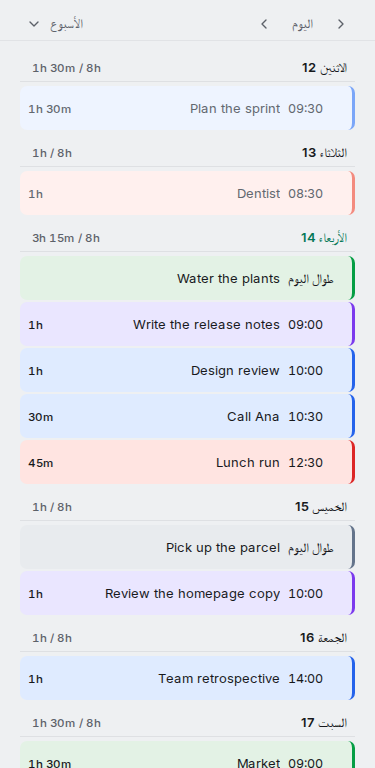 اليوم الأسبوع
الاثنين 12 1h 30m / 8h
09:30 Plan the sprint 1h 30m
الثلاثاء 13 1h / 8h
08:30 Dentist 1h
الأربعاء 14 3h 15m / 8h
طوال اليوم Water the plants
09:00 Write the release notes 1h
10:00 Design review 1h
10:30 Call Ana 30m
12:30 Lunch run 45m
الخميس 15 1h / 8h
طوال اليوم Pick up the parcel
10:00 Review the homepage copy 1h
الجمعة 16 1h / 8h
14:00 Team retrospective 1h
السبت 17 1h 30m / 8h
09:00 Market 1h 30m